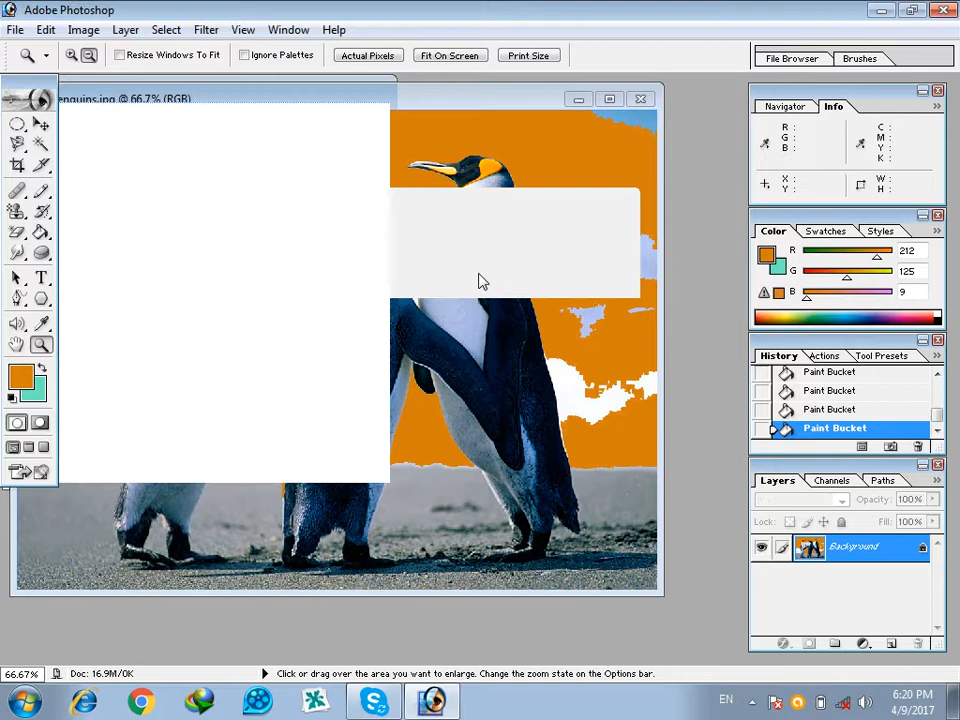 Adobe Photoshop
File Edit Image Layer Select Filter View Window Help
Resize Windows To Fit Ignore Palettes Actual Pixels Fit On Screen Print Size File Browser Brushes
enguins.jpg @ 66.7% (RGB)
Navigator Info
R : C :
G : M :
B : Y :
K :
X : W :
Y : H :
Color Swatches Styles
R 212
G 125
B 9
History Actions Tool Presets
Paint Bucket
Paint Bucket
Paint Bucket
Paint Bucket
Layers Channels Paths
Opacity: 100%
Lock: Fill: 100%
Background
66.67% Doc: 16.9M/0K Click or drag over the area you want to enlarge. Change the zoom state on the Options bar.
EN 6:20 PM
4/9/2017